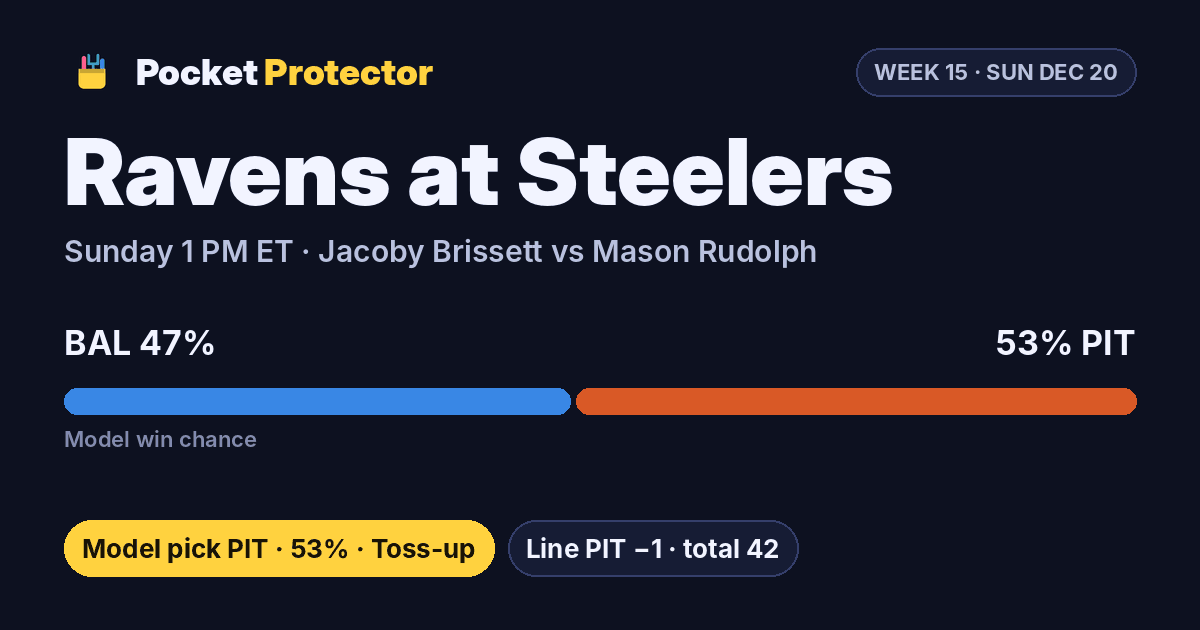 Pocket Protector
WEEK 15 · SUN DEC 20
Ravens at Steelers
Sunday 1 PM ET · Jacoby Brissett vs Mason Rudolph
BAL 47%
53% PIT
Model win chance
Model pick PIT · 53% · Toss-up
Line PIT −1 · total 42